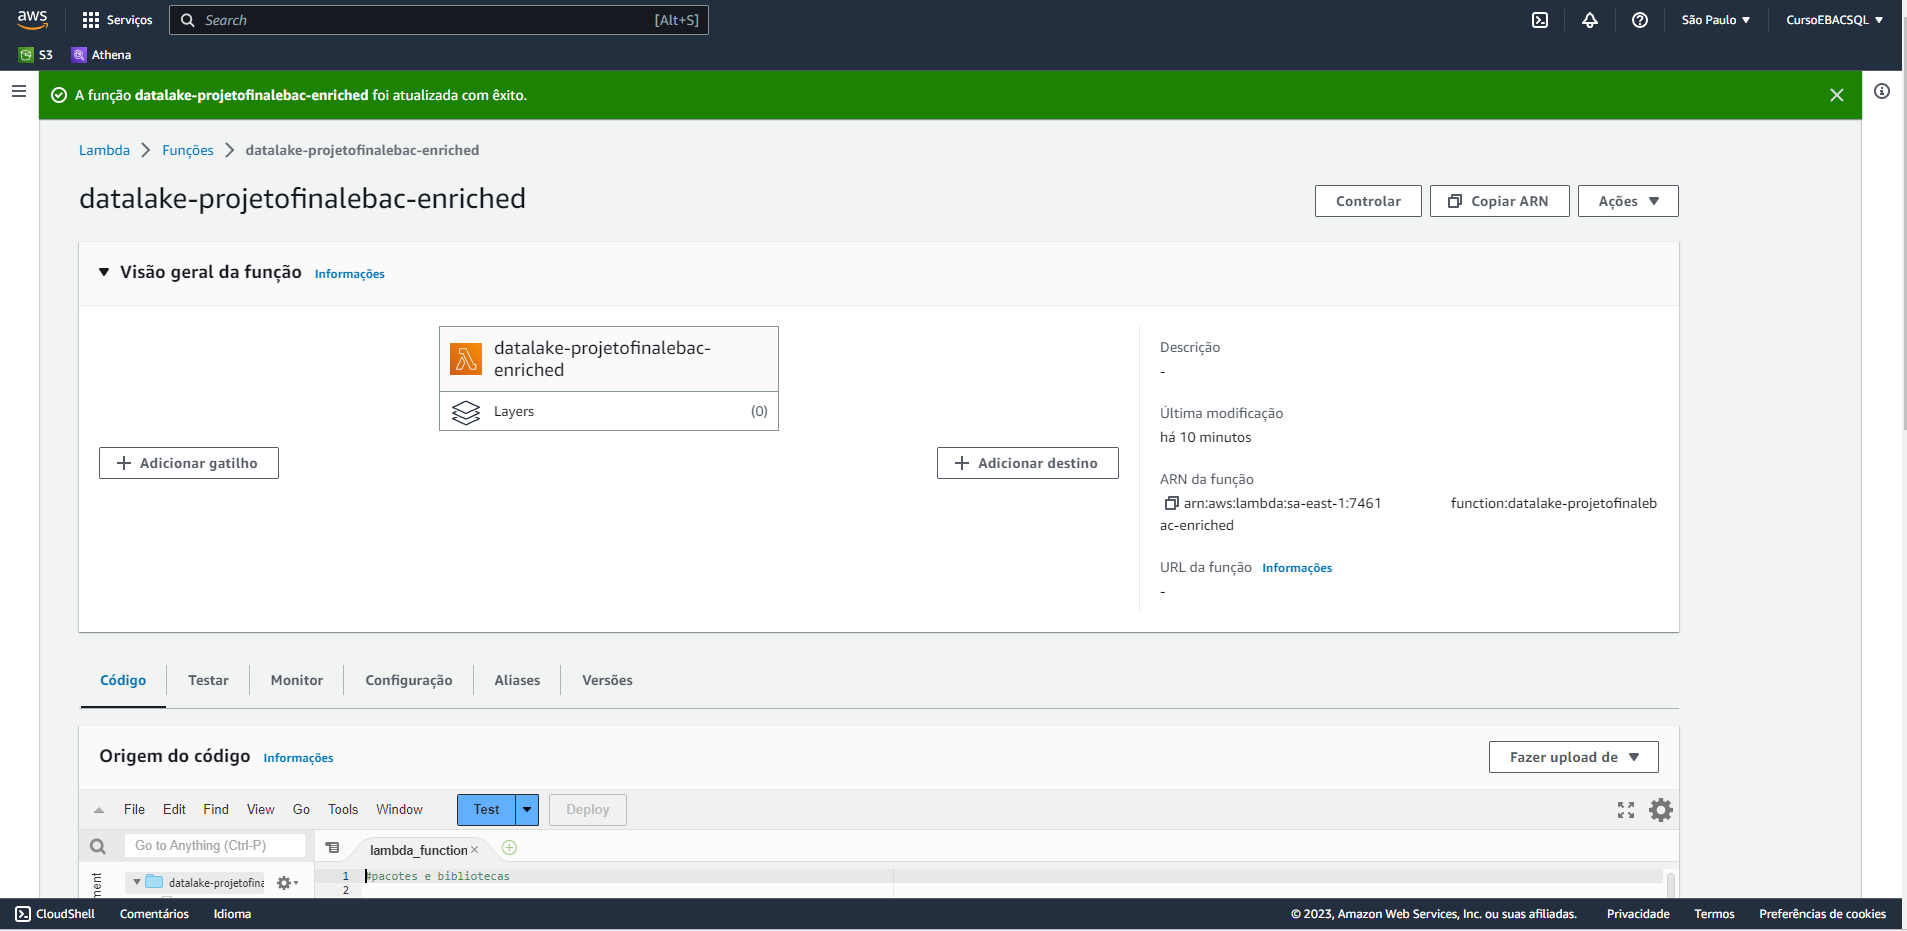 aws
Serviços
Search
[Alt+S]
São Paulo
CursoEBACSQL
S3
Athena
A função datalake-projetofinalebac-enriched foi atualizada com êxito.
Lambda
Funções
datalake-projetofinalebac-enriched
datalake-projetofinalebac-enriched
Controlar
Copiar ARN
Ações
Visão geral da função
Informações
datalake-projetofinalebac-
enriched
Layers
(0)
Adicionar gatilho
Adicionar destino
Descrição
-
Última modificação
há 10 minutos
ARN da função
arn:aws:lambda:sa-east-1:7461 function:datalake-projetofinaleb
ac-enriched
URL da função
Informações
-
Código
Testar
Monitor
Configuração
Aliases
Versões
Origem do código
Informações
Fazer upload de
File
Edit
Find
View
Go
Tools
Window
Test
Deploy
Go to Anything (Ctrl-P)
lambda_function
ment
datalake-projetofina
1
#pacotes e bibliotecas
2
CloudShell
Comentários
Idioma
© 2023, Amazon Web Services, Inc. ou suas afiliadas.
Privacidade
Termos
Preferências de cookies